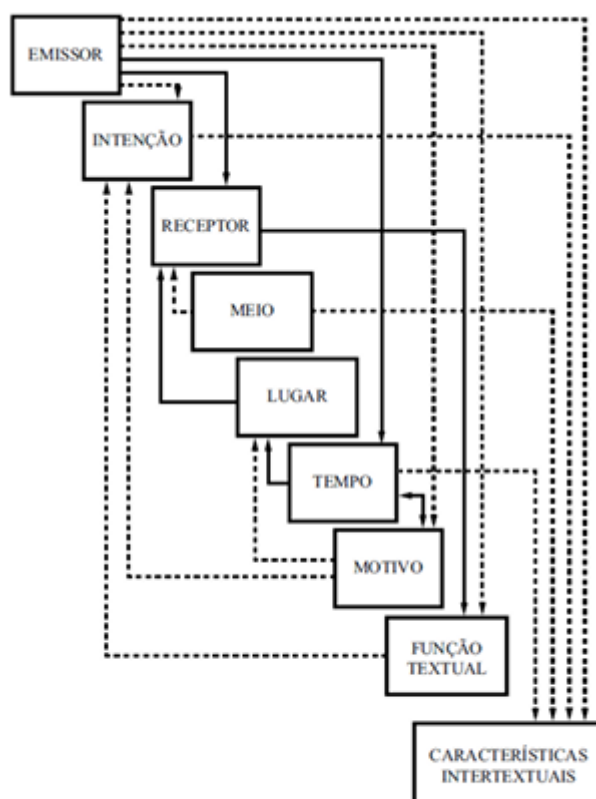 EMISSOR
INTENÇÃO
RECEPTOR
MEIO
LUGAR
TEMPO
MOTIVO
FUNÇÃO
TEXTUAL
CARACTERÍSTICAS
INTERTEXTUAIS